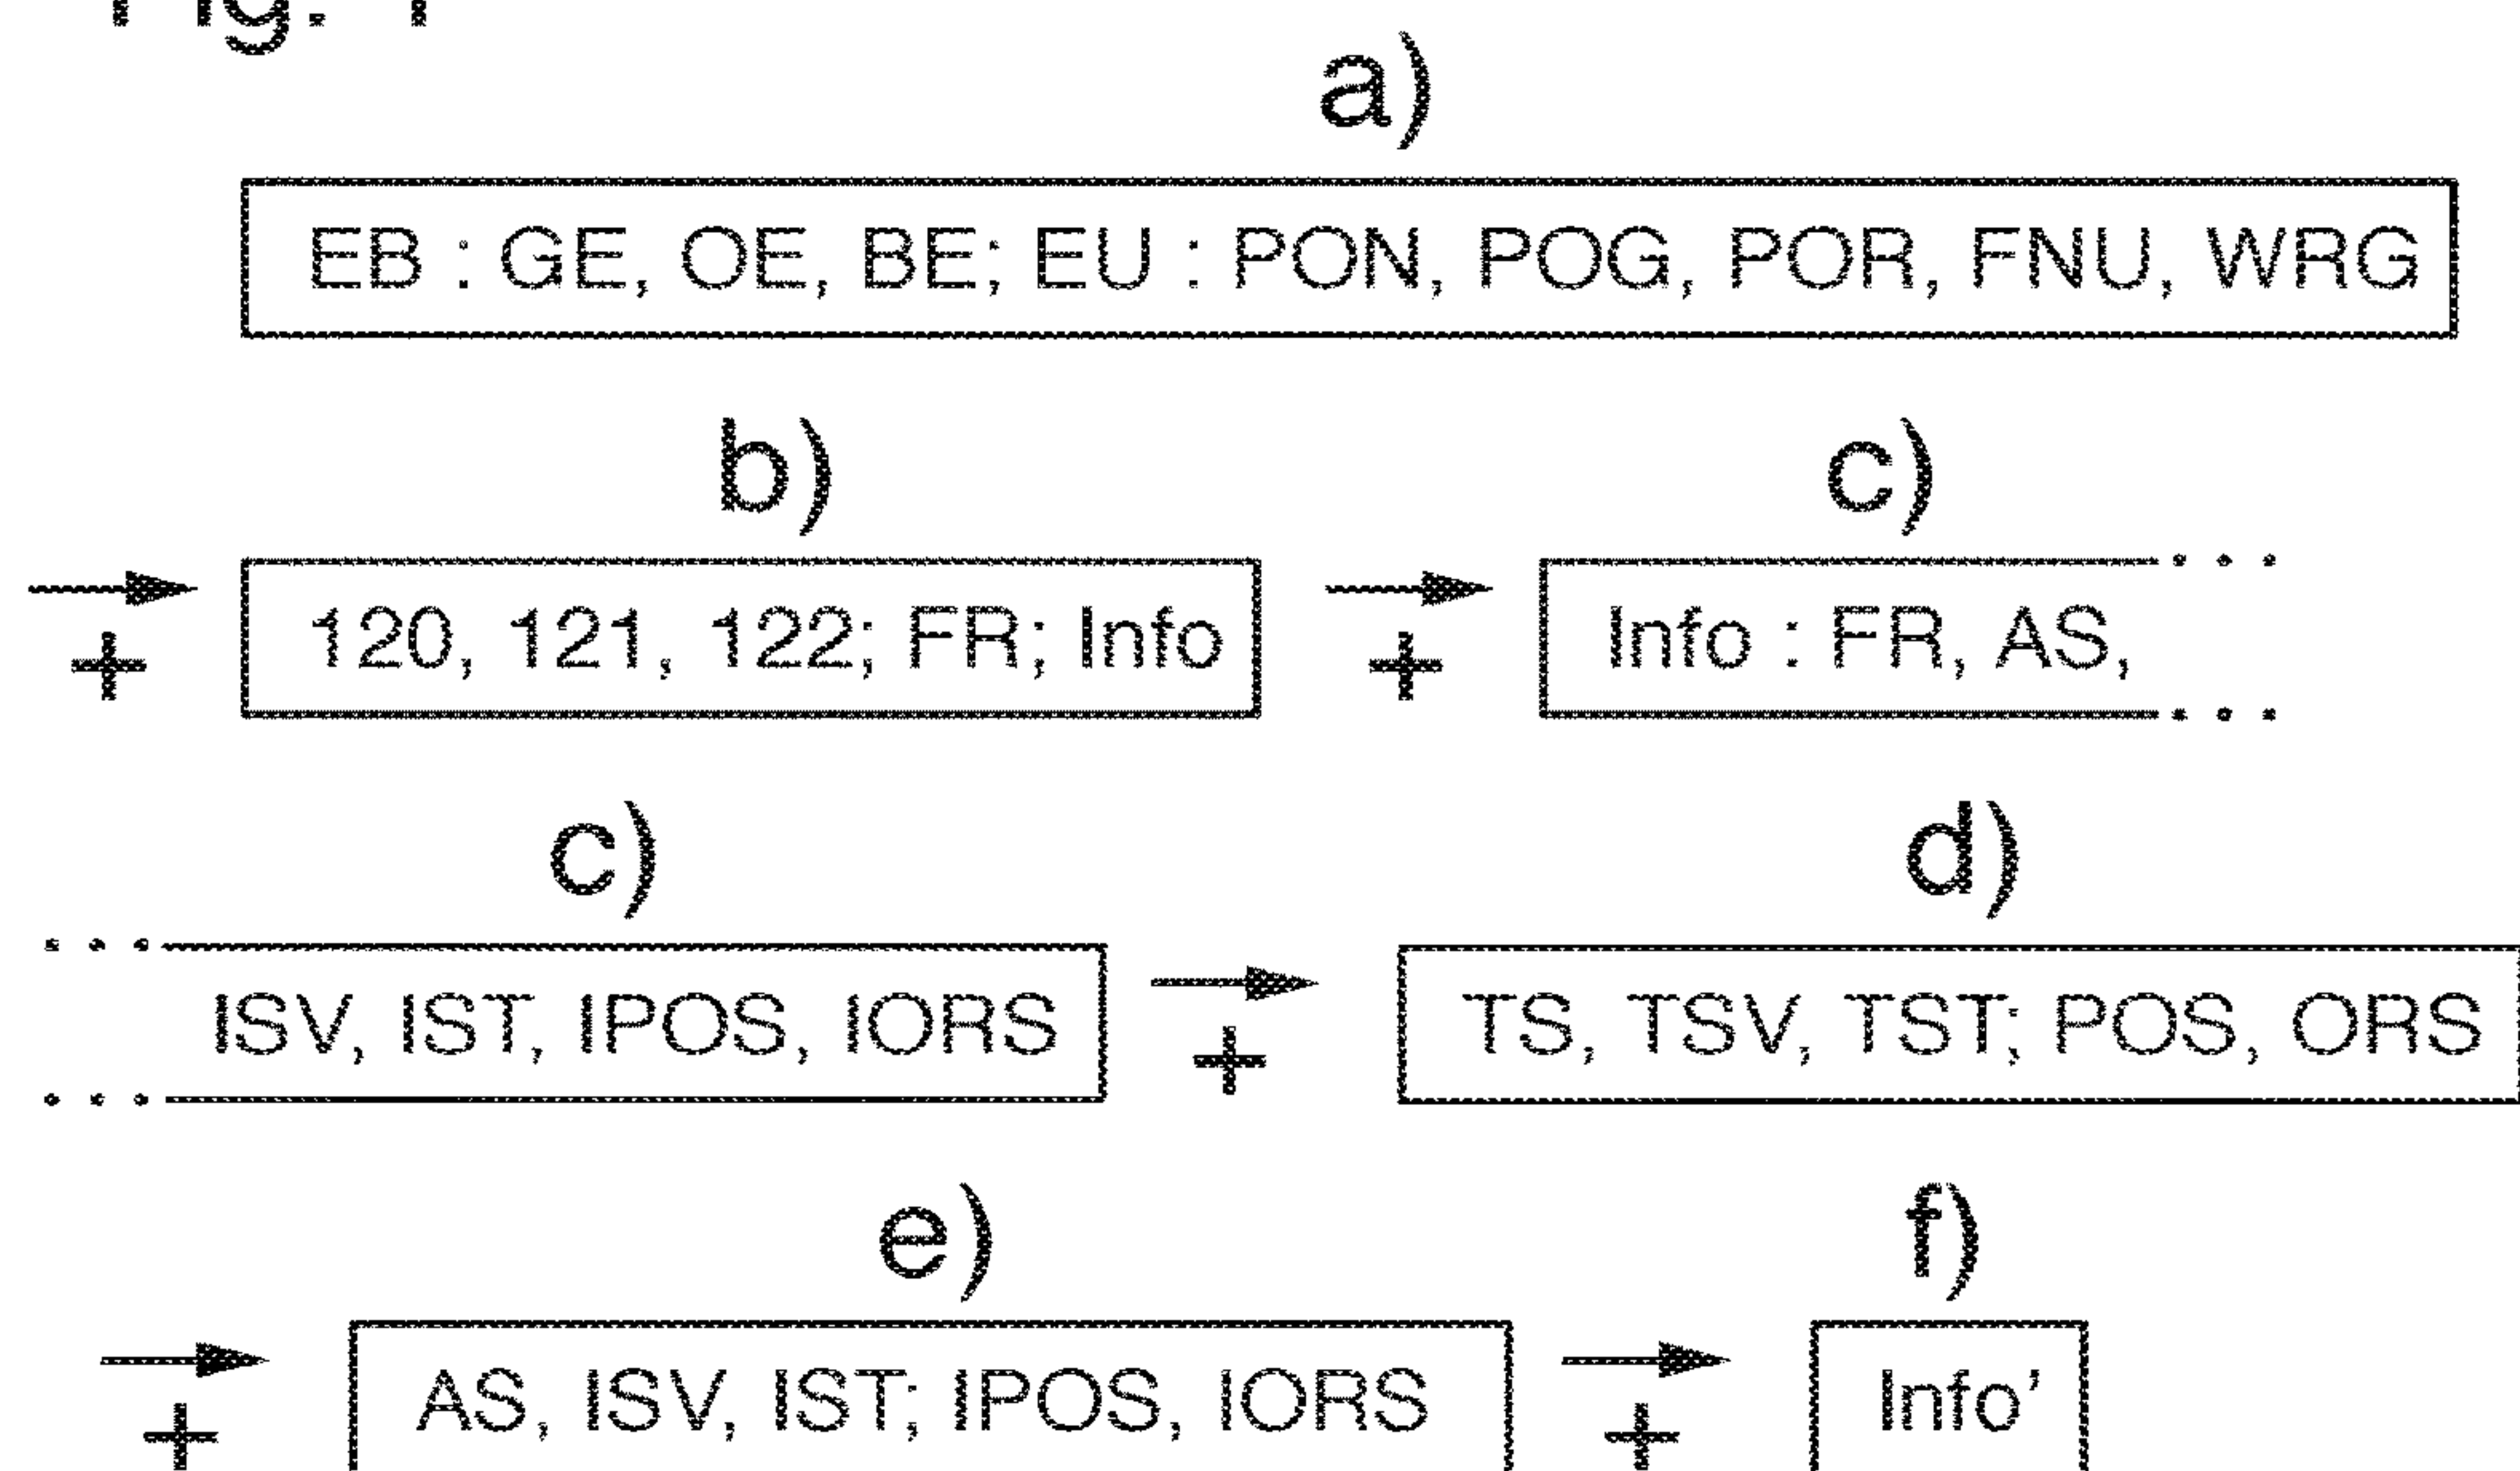 Fig. 1
a)
EB : GE, OE, BE; EU : PON, POG, POR, FNU, WRG
b) c)
+ 120, 121, 122; FR; Info + Info : FR, AS, . . .
c) d)
. . . ISV, IST, IPOS, IORS + TS, TSV, TST; POS, ORS
e) f)
+ AS, ISV, IST; IPOS, IORS + Info’